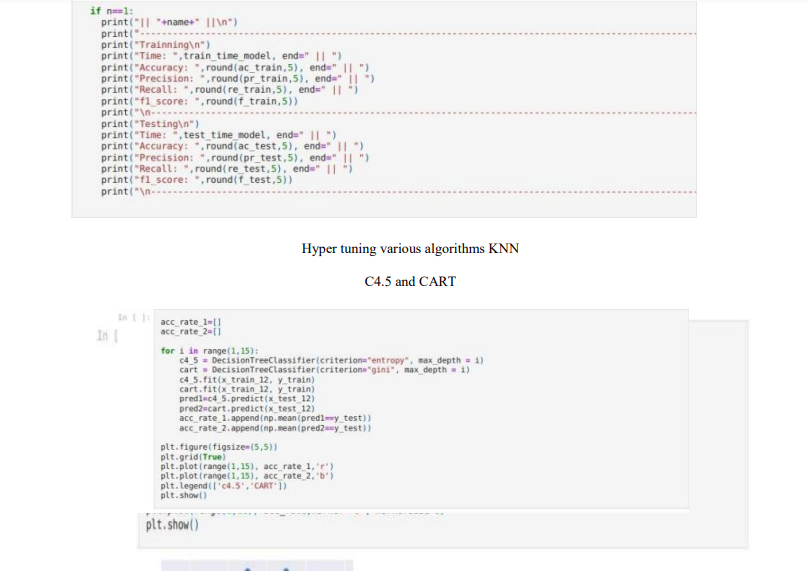 if n==1:
print("|| "+name+" ||\n")
print("------------------------------------------------------------
print("Trainning\n")
print("Time: ",train_time_model, end=" || ")
print("Accuracy: ",round(ac_train,5), end=" || ")
print("Precision: ",round(pr_train,5), end=" || ")
print("Recall: ",round(re_train,5), end=" || ")
print("f1_score: ",round(f_train,5))
print("\n------------------------------------------------------------
print("Testing\n")
print("Time: ",test_time_model, end=" || ")
print("Accuracy: ",round(ac_test,5), end=" || ")
print("Precision: ",round(pr_test,5), end=" || ")
print("Recall: ",round(re_test,5), end=" || ")
print("f1_score: ",round(f_test,5))
print("\n------------------------------------------------------------
Hyper tuning various algorithms KNN
C4.5 and CART
In [ ]:
In [
acc_rate_1=[]
acc_rate_2=[]
for i in range(1,15):
c4_5 = DecisionTreeClassifier(criterion="entropy", max_depth = i)
cart = DecisionTreeClassifier(criterion="gini", max_depth = i)
c4_5.fit(x_train_12, y_train)
cart.fit(x_train_12, y_train)
pred1=c4_5.predict(x_test_12)
pred2=cart.predict(x_test_12)
acc_rate_1.append(np.mean(pred1==y_test))
acc_rate_2.append(np.mean(pred2==y_test))
plt.figure(figsize=(5,5))
plt.grid(True)
plt.plot(range(1,15), acc_rate_1,'r')
plt.plot(range(1,15), acc_rate_2,'b')
plt.legend(['c4.5','CART'])
plt.show()
plt.show()